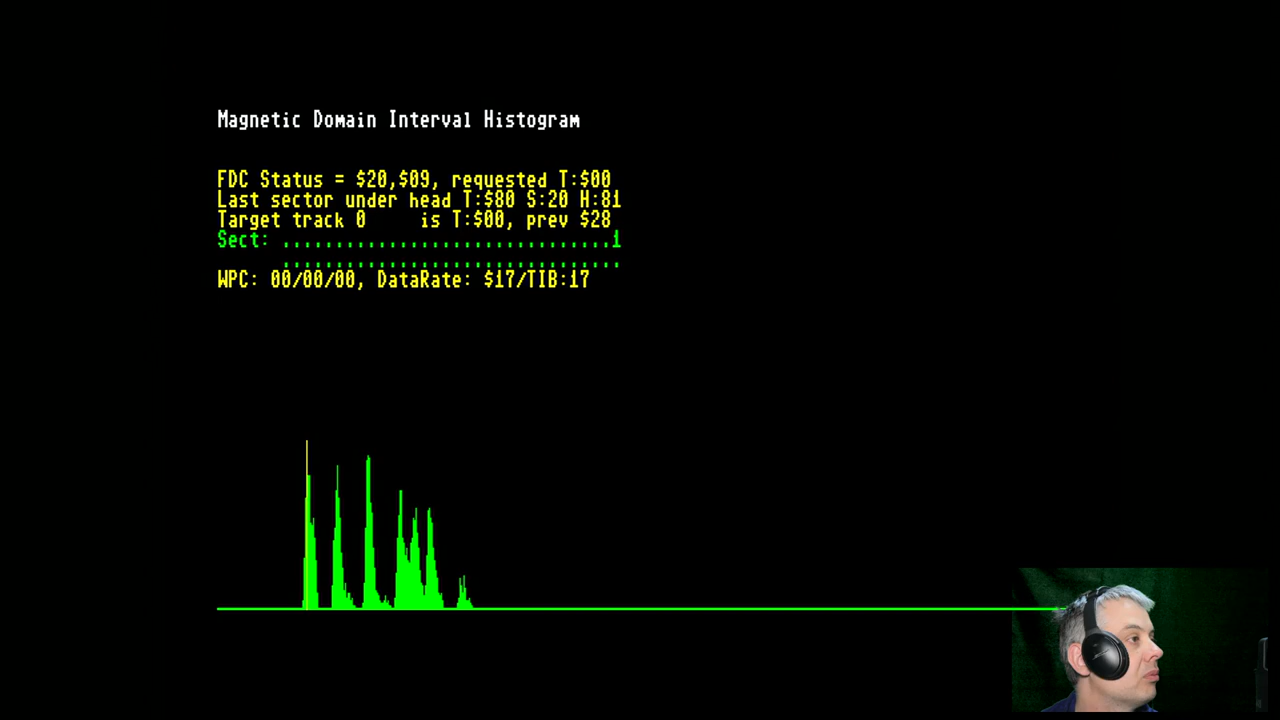 Magnetic Domain Interval Histogram
FDC Status = $20,$09, requested T:$00
Last sector under head T:$80 S:20 H:81
Target track 0 is T:$00, prev $28
Sect: ...............................1
................................
WPC: 00/00/00, DataRate: $17/TIB:17